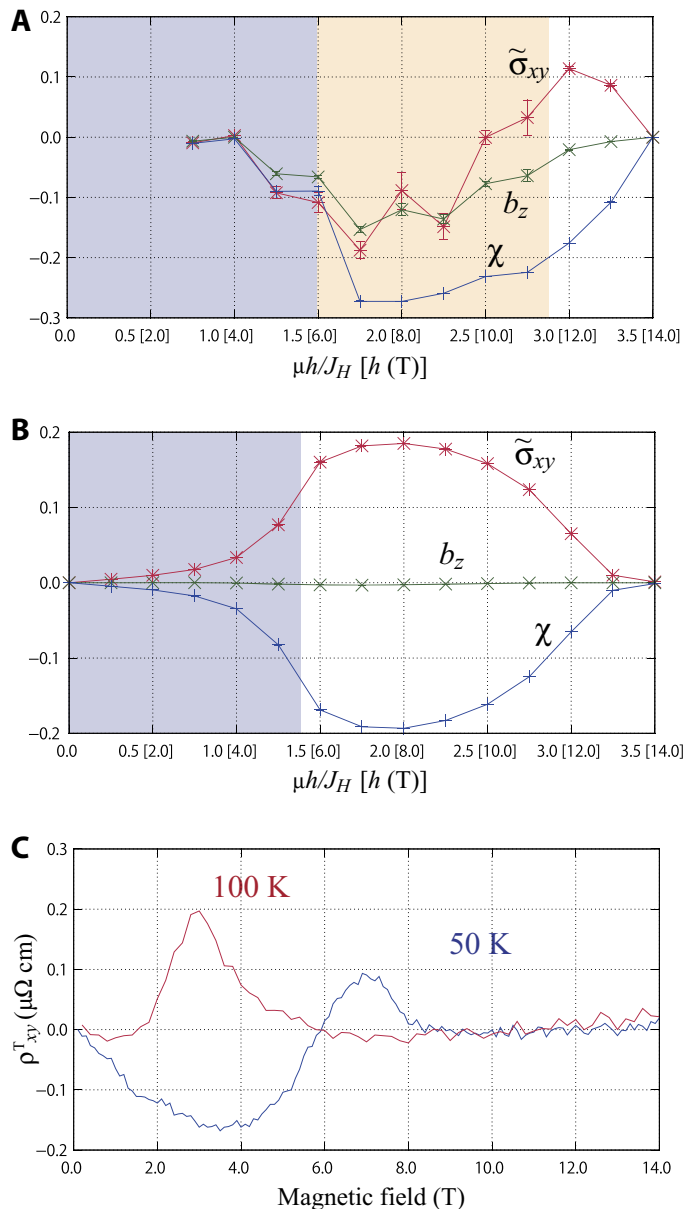 A
0.1
0.0
−0.1
−0.2
−0.3
σ̃xy
bz
χ
0.0 0.5 [2.0] 1.0 [4.0] 1.5 [6.0] 2.0 [8.0] 2.5 [10.0] 3.0 [12.0] 3.5 [14.0]
μh/JH [h (T)]
B
0.2
0.1
0.0
−0.1
−0.2
σ̃xy
bz
χ
0.0 0.5 [2.0] 1.0 [4.0] 1.5 [6.0] 2.0 [8.0] 2.5 [10.0] 3.0 [12.0] 3.5 [14.0]
μh/JH [h (T)]
C
0.3
0.2
0.1
0.0
−0.1
−0.2
ρTxy (μΩ cm)
100 K
50 K
0.0 2.0 4.0 6.0 8.0 10.0 12.0 14.0
Magnetic field (T)